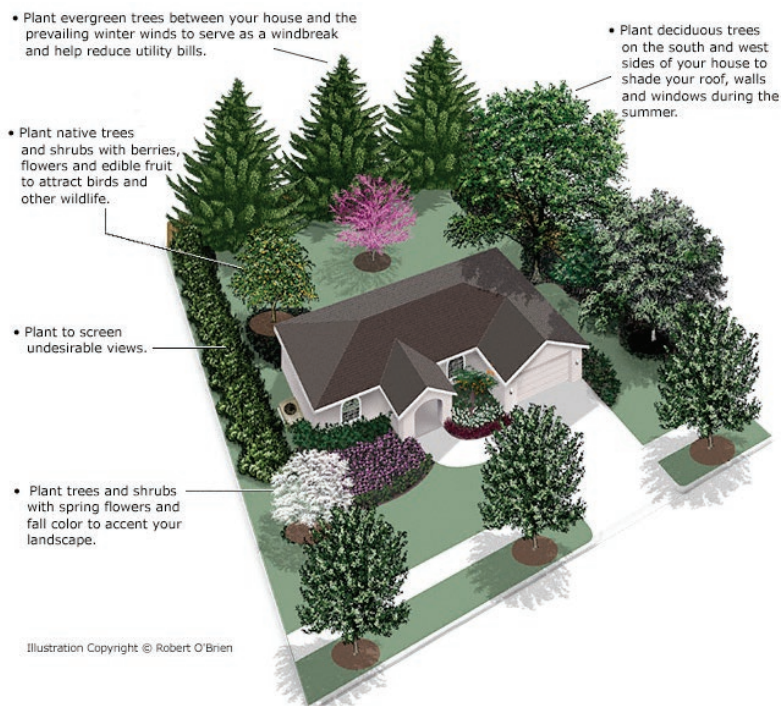 • Plant evergreen trees between your house and the
prevailing winter winds to serve as a windbreak
and help reduce utility bills.
• Plant deciduous trees
on the south and west
sides of your house to
shade your roof, walls
and windows during the
summer.
• Plant native trees
and shrubs with berries,
flowers and edible fruit
to attract birds and
other wildlife.
• Plant to screen
undesirable views.
• Plant trees and shrubs
with spring flowers and
fall color to accent your
landscape.
Illustration Copyright © Robert O'Brien